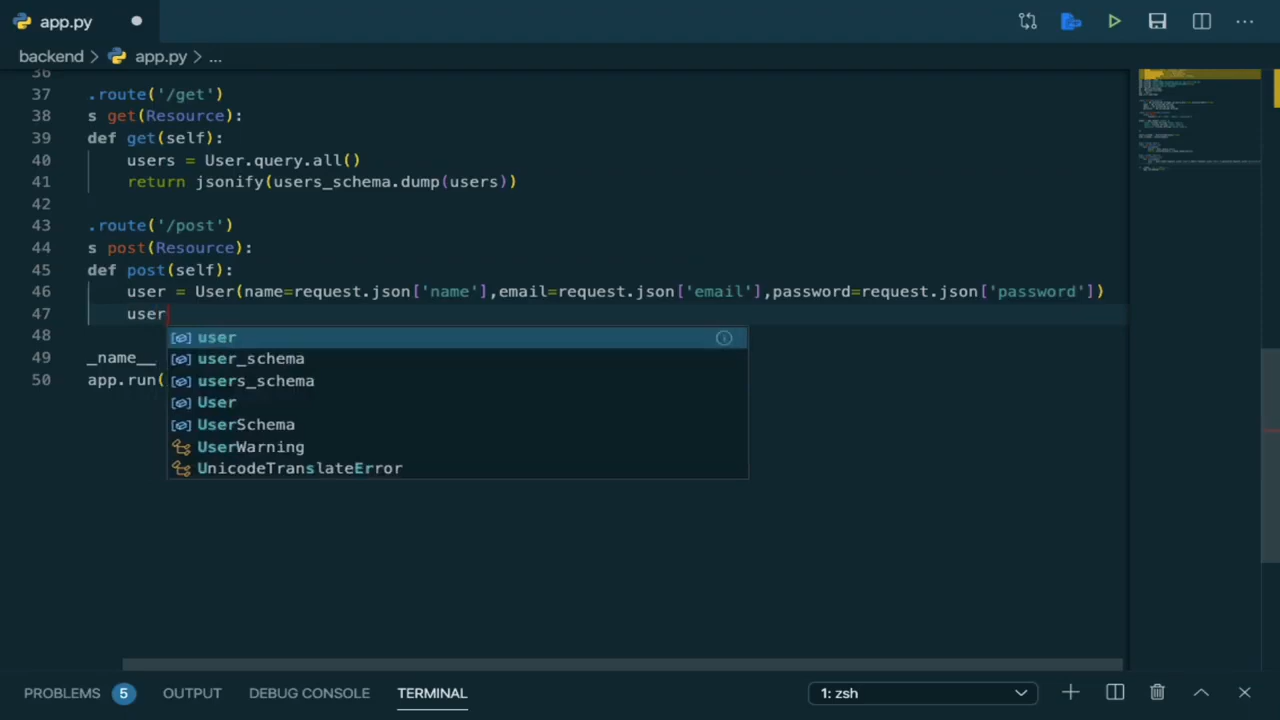 app.py
backend > app.py > ...
36
37 .route('/get')
38 s get(Resource):
39 def get(self):
40 users = User.query.all()
41 return jsonify(users_schema.dump(users))
42
43 .route('/post')
44 s post(Resource):
45 def post(self):
46 user = User(name=request.json['name'],email=request.json['email'],password=request.json['password'])
47 user
48
49 _name__
50 app.run(
user
user_schema
users_schema
User
UserSchema
UserWarning
UnicodeTranslateError
PROBLEMS 5 OUTPUT DEBUG CONSOLE TERMINAL 1: zsh